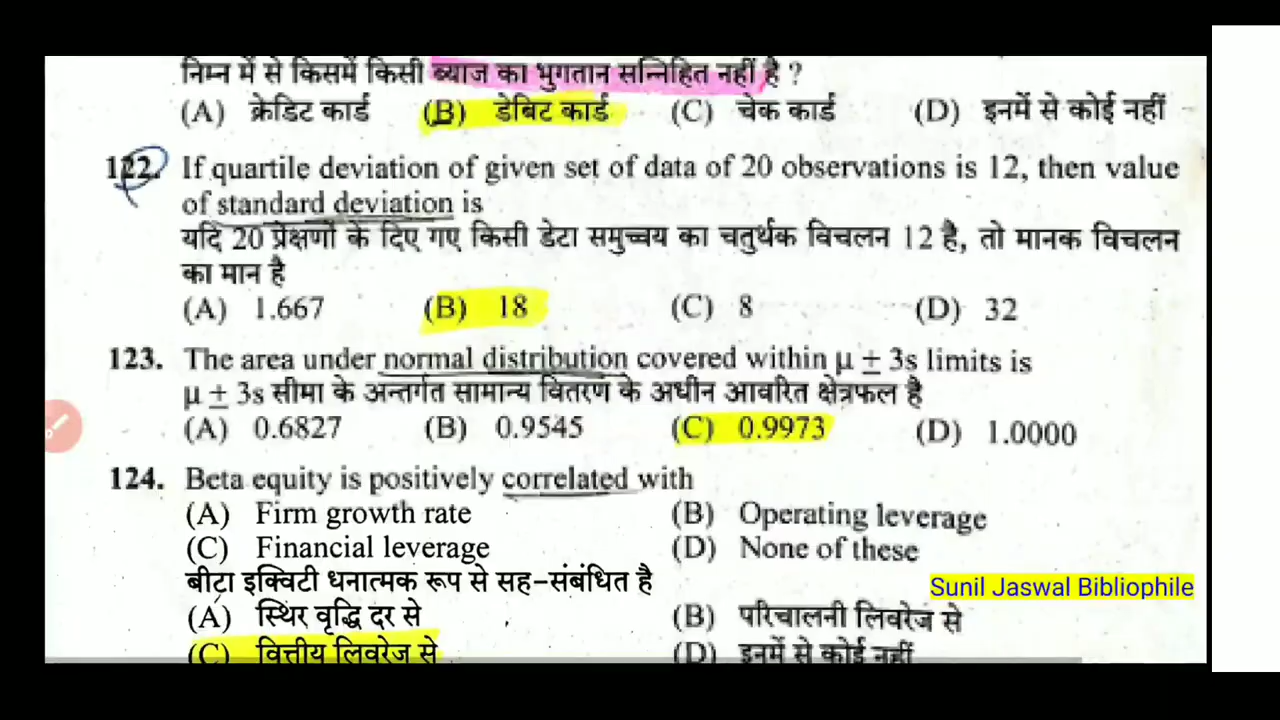 निम्न में से किसमें किसी ब्याज का भुगतान सन्निहित नहीं है ?
(A) क्रेडिट कार्ड (B) डेबिट कार्ड (C) चेक कार्ड (D) इनमें से कोई नहीं
122. If quartile deviation of given set of data of 20 observations is 12, then value
of standard deviation is
यदि 20 प्रेक्षणों के दिए गए किसी डेटा समुच्चय का चतुर्थक विचलन 12 है, तो मानक विचलन
का मान है
(A) 1.667 (B) 18 (C) 8 (D) 32
123. The area under normal distribution covered within μ ± 3s limits is
μ ± 3s सीमा के अन्तर्गत सामान्य वितरण के अधीन आवरित क्षेत्रफल है
(A) 0.6827 (B) 0.9545 (C) 0.9973 (D) 1.0000
124. Beta equity is positively correlated with
(A) Firm growth rate (B) Operating leverage
(C) Financial leverage (D) None of these
बीटा इक्विटी धनात्मक रूप से सह-संबंधित है
Sunil Jaswal Bibliophile
(A) स्थिर वृद्धि दर से (B) परिचालनी लिवरेज से
(C) वित्तीय लिवरेज से (D) इनमें से कोई नहीं